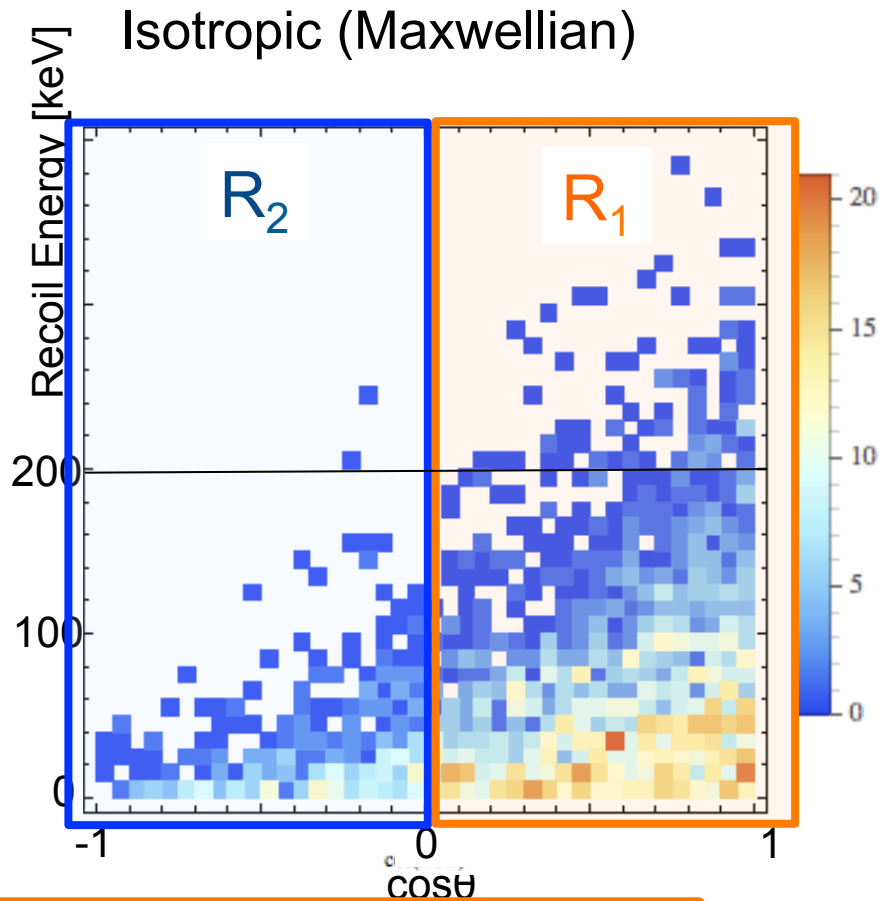 Isotropic (Maxwellian)
Recoil Energy [keV]
R2
R1
20
15
10
5
0
200
100
0
-1
0
1
cosθ